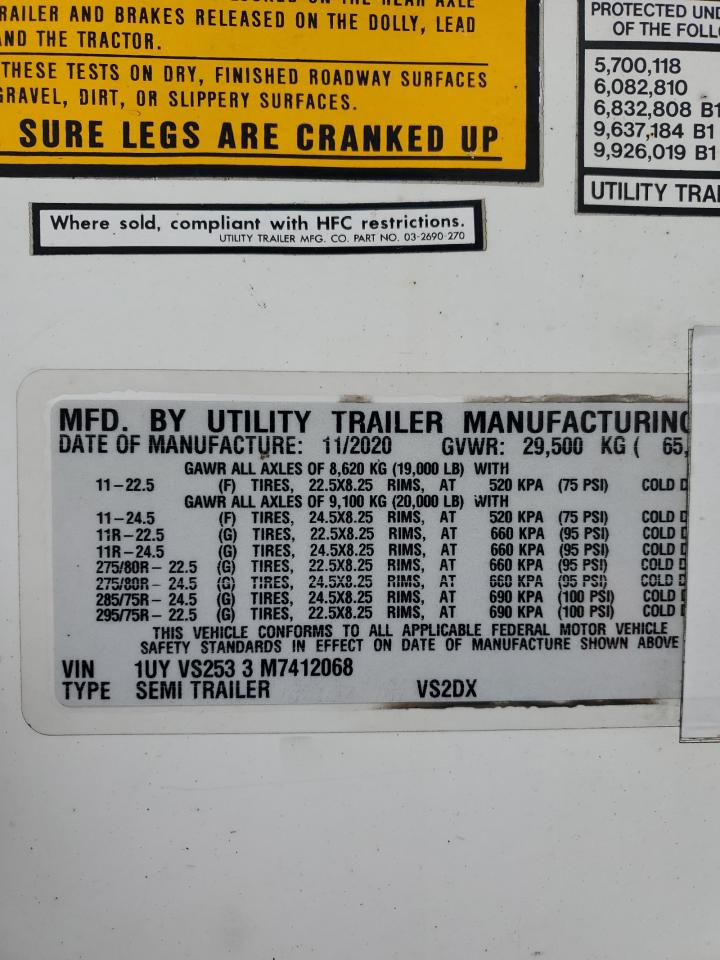 RAILER AND BRAKES RELEASED ON THE DOLLY, LEAD
AND THE TRACTOR.
THESE TESTS ON DRY, FINISHED ROADWAY SURFACES
GRAVEL, DIRT, OR SLIPPERY SURFACES.
SURE LEGS ARE CRANKED UP
PROTECTED UND
OF THE FOLL
5,700,118
6,082,810
6,832,808 B1
9,637,184 B1
9,926,019 B1
UTILITY TRAI
Where sold, compliant with HFC restrictions.
UTILITY TRAILER MFG. CO. PART NO. 03-2690-270
MFD. BY UTILITY TRAILER MANUFACTURING
DATE OF MANUFACTURE: 11/2020 GVWR: 29,500 KG ( 65,
GAWR ALL AXLES OF 8,620 KG (19,000 LB) WITH
11-22.5 (F) TIRES, 22.5X8.25 RIMS, AT 520 KPA (75 PSI) COLD D
GAWR ALL AXLES OF 9,100 KG (20,000 LB) WITH
11-24.5 (F) TIRES, 24.5X8.25 RIMS, AT 520 KPA (75 PSI) COLD D
11R-22.5 (G) TIRES, 22.5X8.25 RIMS, AT 660 KPA (95 PSI) COLD D
11R-24.5 (G) TIRES, 24.5X8.25 RIMS, AT 660 KPA (95 PSI) COLD D
275/80R- 22.5 (G) TIRES, 22.5X8.25 RIMS, AT 660 KPA (95 PSI) COLD D
275/80R- 24.5 (G) TIRES, 24.5X8.25 RIMS, AT 660 KPA (95 PSI) COLD D
285/75R- 24.5 (G) TIRES, 24.5X8.25 RIMS, AT 690 KPA (100 PSI) COLD D
295/75R- 22.5 (G) TIRES, 22.5X8.25 RIMS, AT 690 KPA (100 PSI) COLD D
THIS VEHICLE CONFORMS TO ALL APPLICABLE FEDERAL MOTOR VEHICLE
SAFETY STANDARDS IN EFFECT ON DATE OF MANUFACTURE SHOWN ABOVE
VIN 1UY VS253 3 M7412068
TYPE SEMI TRAILER VS2DX